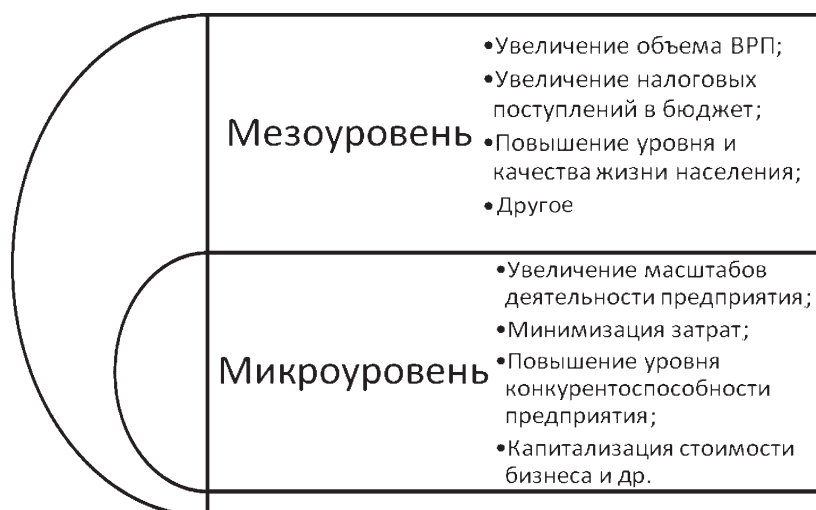 Мезоуровень
•Увеличение объема ВРП;
•Увеличение налоговых
поступлений в бюджет;
•Повышение уровня и
качества жизни населения;
•Другое
Микроуровень
•Увеличение масштабов
деятельности предприятия;
•Минимизация затрат;
•Повышение уровня
конкурентоспособности
предприятия;
•Капитализация стоимости
бизнеса и др.